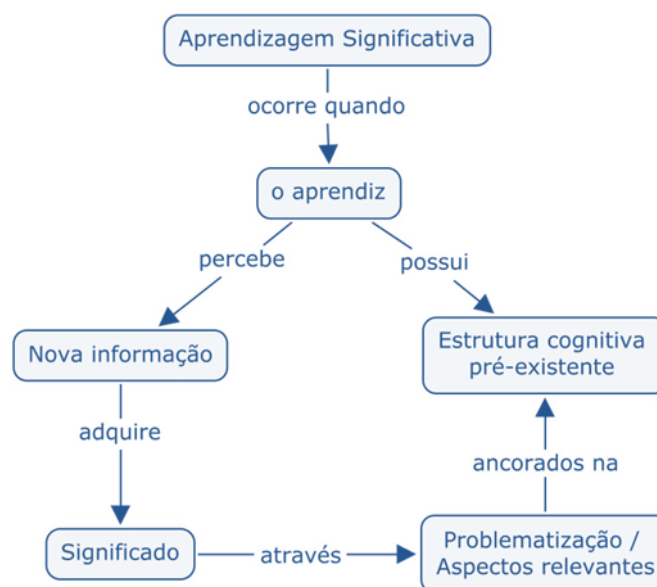 Aprendizagem Significativa
ocorre quando
o aprendiz
percebe
possui
Nova informação
Estrutura cognitiva
pré-existente
adquire
ancorados na
Significado
através
Problematização /
Aspectos relevantes